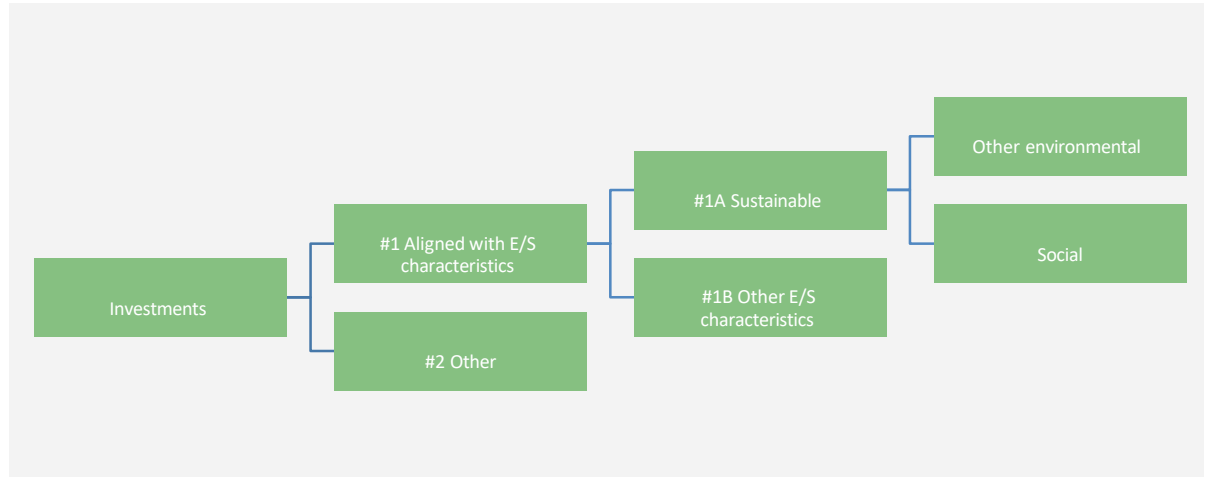 Investments
#1 Aligned with E/S
characteristics
#2 Other
#1A Sustainable
#1B Other E/S
characteristics
Other environmental
Social